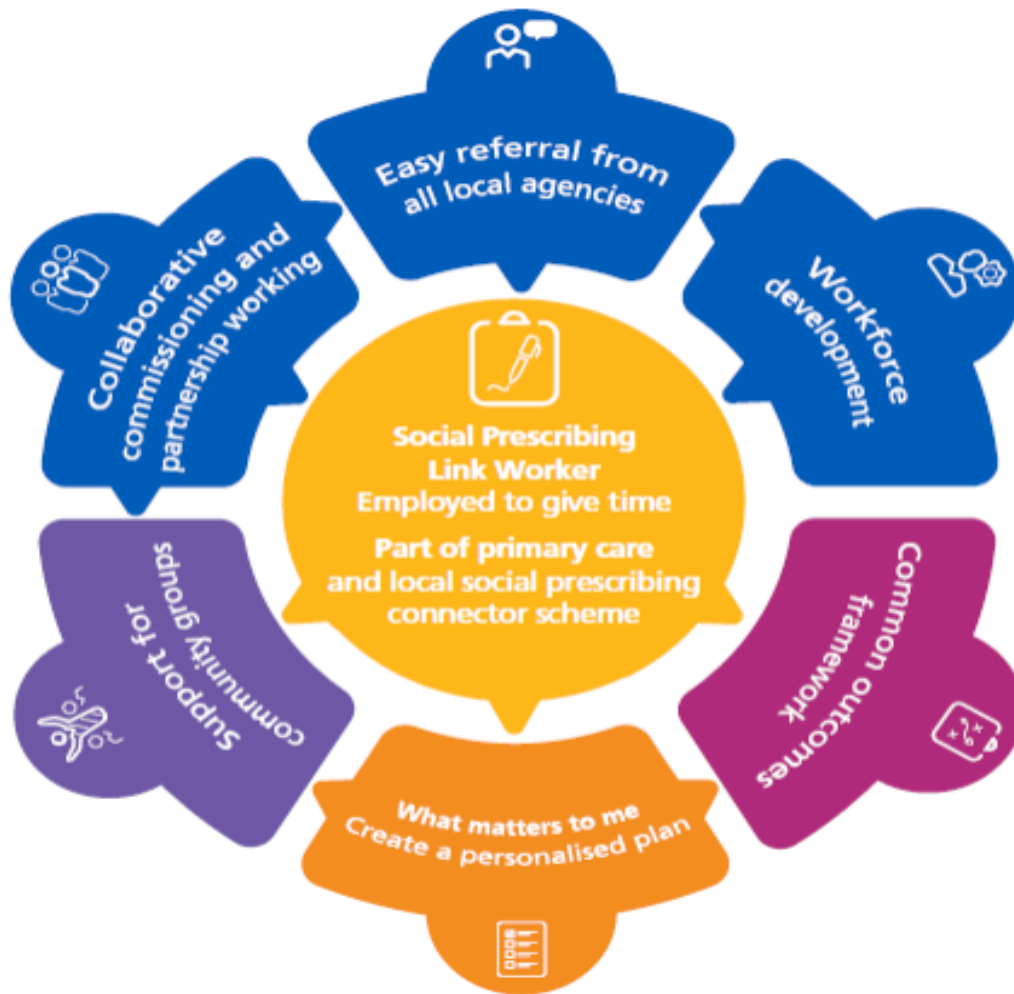 Easy referral from
all local agencies
Workforce
development
Common outcomes
framework
What matters to me
Create a personalised plan
Support for
community groups
Collaborative
commissioning and
partnership working
Social Prescribing
Link Worker
Employed to give time
Part of primary care
and local social prescribing
connector scheme